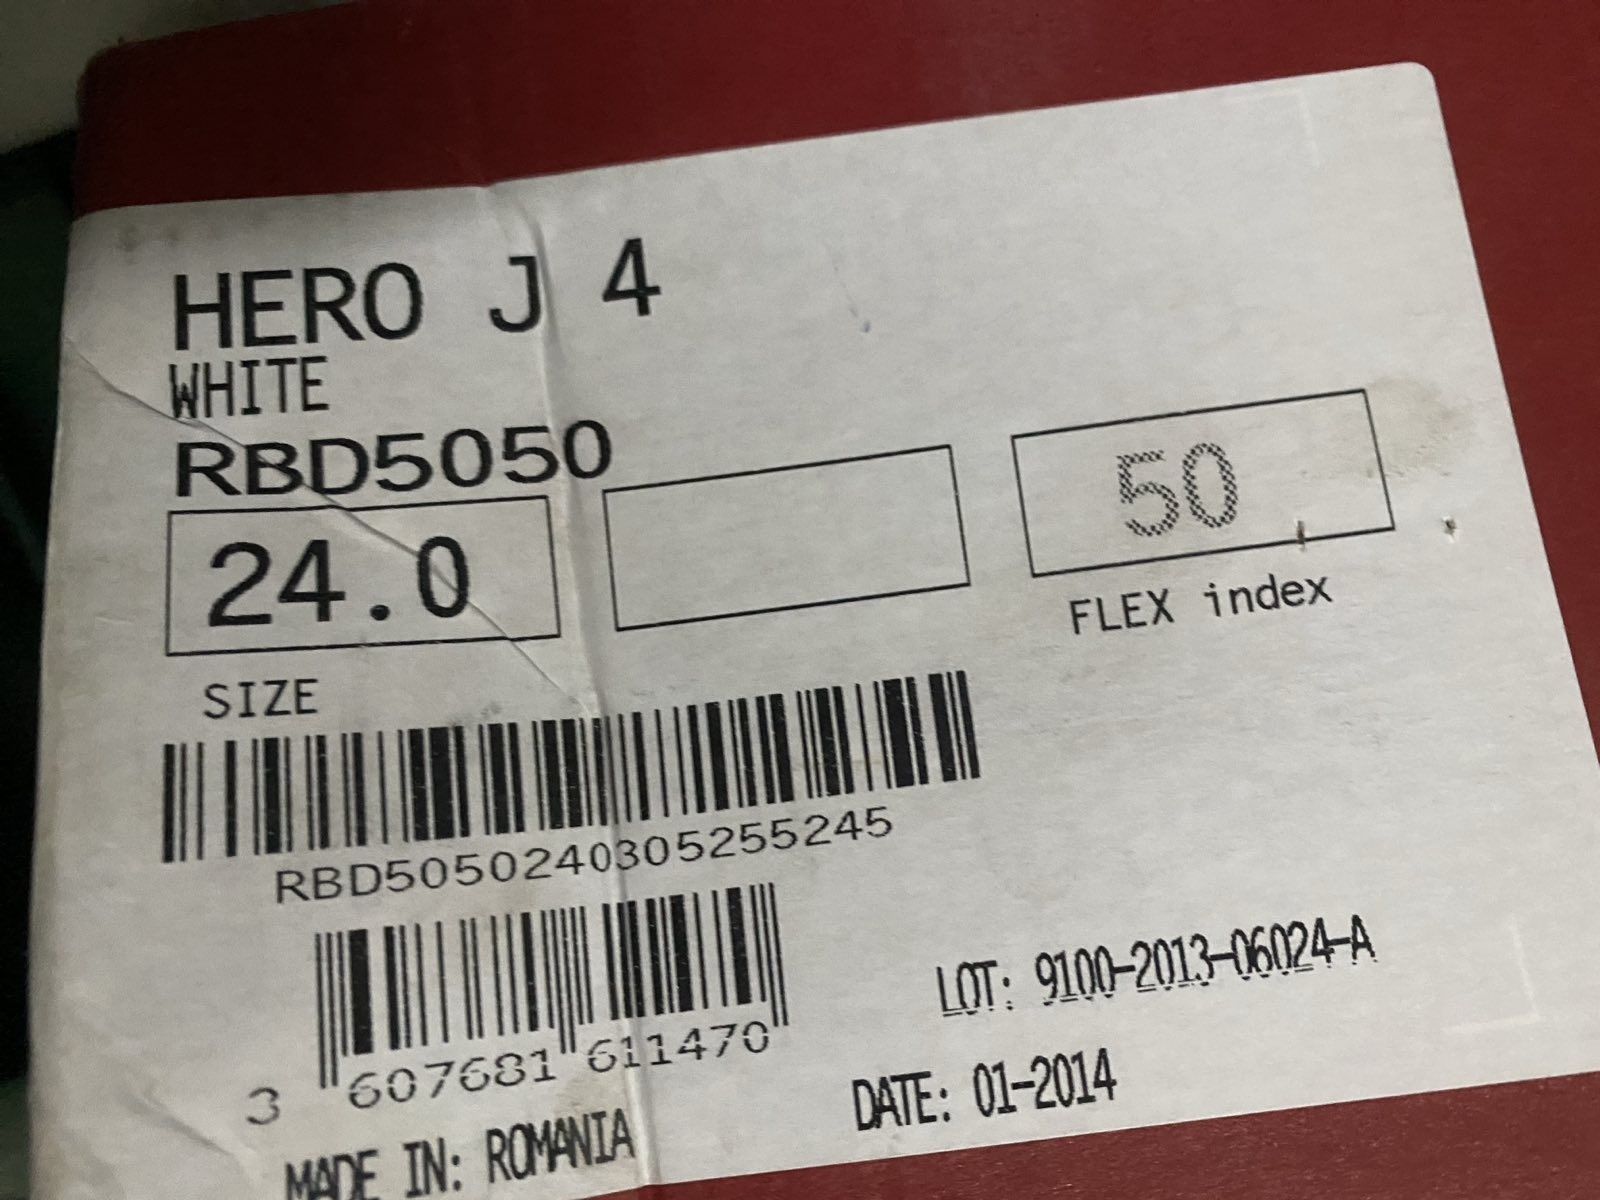 HERO J 4
WHITE
RBD5050
24.0
50
SIZE
FLEX index
RBD5050240305255245
3 607681 611470
LOT: 9100-2013-06024-A
DATE: 01-2014
MADE IN: ROMANIA